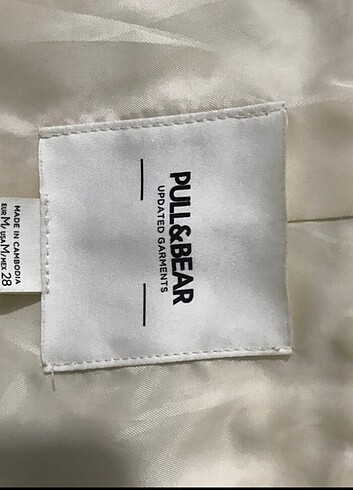 PULL&BEAR
UPDATED GARMENTS
MADE IN CAMBODIA
EUR M/ USA M/ MEX 28